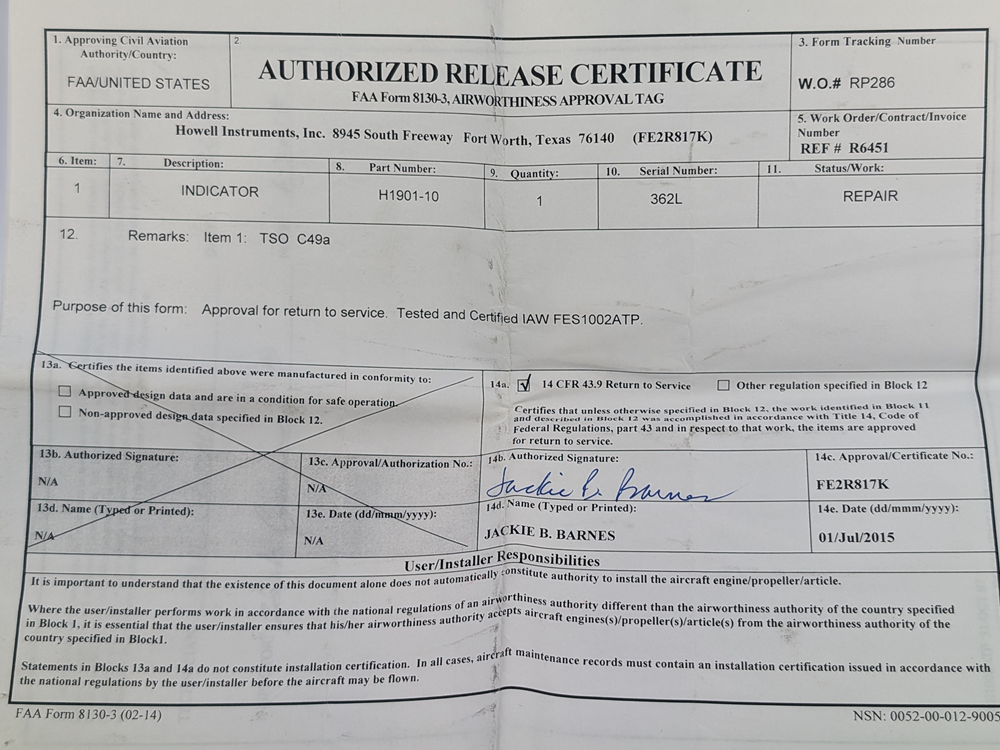 1. Approving Civil Aviation
Authority/Country:
FAA/UNITED STATES
2.
AUTHORIZED RELEASE CERTIFICATE
FAA Form 8130-3, AIRWORTHINESS APPROVAL TAG
3. Form Tracking Number
W.O.# RP286
4. Organization Name and Address:
Howell Instruments, Inc. 8945 South Freeway Fort Worth, Texas 76140 (FE2R817K)
5. Work Order/Contract/Invoice
Number
REF # R6451
6. Item: 7. Description: 8. Part Number: 9. Quantity: 10. Serial Number: 11. Status/Work:
1 INDICATOR H1901-10 1 362L REPAIR
12. Remarks: Item 1: TSO C49a
Purpose of this form: Approval for return to service. Tested and Certified IAW FES1002ATP.
13a. Certifies the items identified above were manufactured in conformity to:
Approved design data and are in a condition for safe operation.
Non-approved design data specified in Block 12.
14a. 14 CFR 43.9 Return to Service Other regulation specified in Block 12
Certifies that unless otherwise specified in Block 12, the work identified in Block 11
and described in Block 12 was accomplished in accordance with Title 14, Code of
Federal Regulations, part 43 and in respect to that work, the items are approved
for return to service.
13b. Authorized Signature:
N/A
13c. Approval/Authorization No.:
N/A
14b. Authorized Signature:
Jackie B. Barnes
14c. Approval/Certificate No.:
FE2R817K
13d. Name (Typed or Printed):
N/A
13e. Date (dd/mmm/yyyy):
N/A
14d. Name (Typed or Printed):
JACKIE B. BARNES
14e. Date (dd/mmm/yyyy):
01/Jul/2015
User/Installer Responsibilities
It is important to understand that the existence of this document alone does not automatically constitute authority to install the aircraft engine/propeller/article.
Where the user/installer performs work in accordance with the national regulations of an airworthiness authority different than the airworthiness authority of the country specified
in Block 1, it is essential that the user/installer ensures that his/her airworthiness authority accepts aircraft engines(s)/propeller(s)/article(s) from the airworthiness authority of the
country specified in Block1.
Statements in Blocks 13a and 14a do not constitute installation certification. In all cases, aircraft maintenance records must contain an installation certification issued in accordance with
the national regulations by the user/installer before the aircraft may be flown.
FAA Form 8130-3 (02-14)
NSN: 0052-00-012-9005